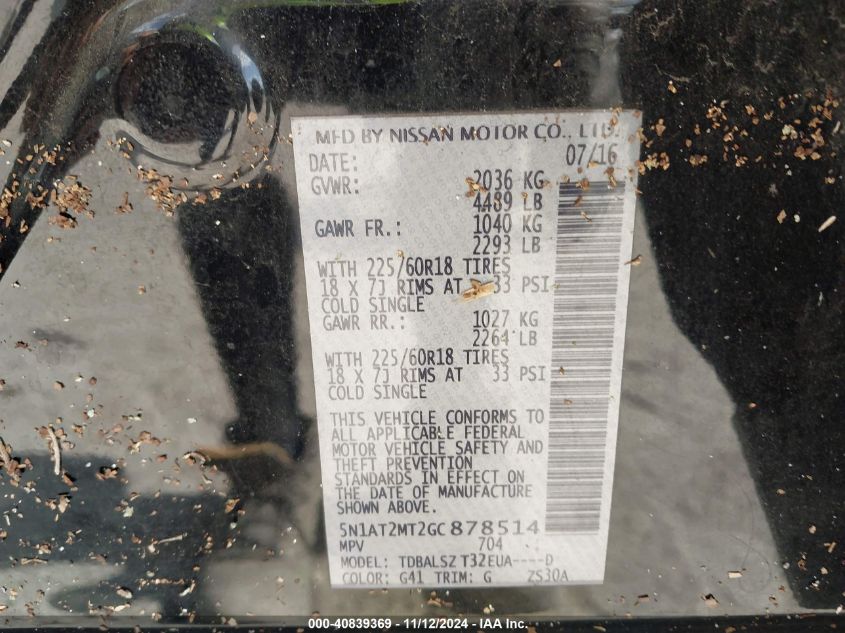 MFD BY NISSAN MOTOR CO., LTD.
DATE: 07/16
GVWR: 2036 KG
4489 LB
GAWR FR.: 1040 KG
2293 LB
WITH 225/60R18 TIRES
18 X 7J RIMS AT 33 PSI
COLD SINGLE
GAWR RR.: 1027 KG
2264 LB
WITH 225/60R18 TIRES
18 X 7J RIMS AT 33 PSI
COLD SINGLE
THIS VEHICLE CONFORMS TO
ALL APPLICABLE FEDERAL
MOTOR VEHICLE SAFETY AND
THEFT PREVENTION
STANDARDS IN EFFECT ON
THE DATE OF MANUFACTURE
SHOWN ABOVE.
5N1AT2MT2GC878514
MPV 704
MODEL: TDBALSZ T32EUA----D
COLOR: G41 TRIM: G ZS30A
000-40839369 - 11/12/2024 - IAA Inc.